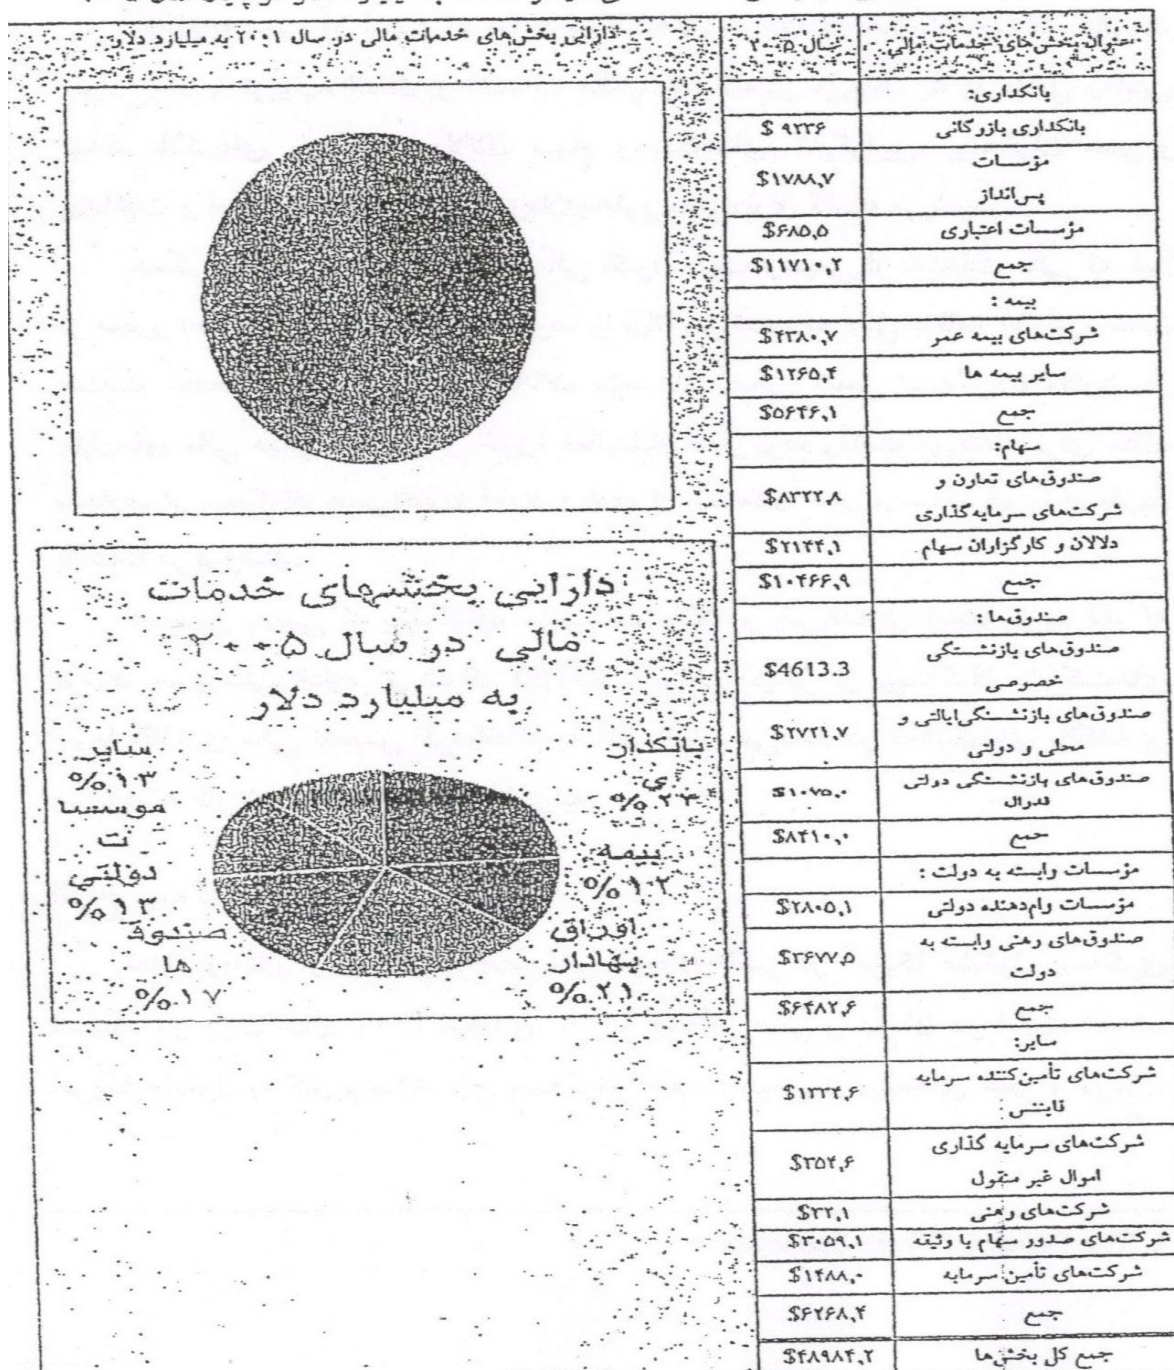 عنوان بخش‌های خدمات مالی
سال ۲۰۰۵
دارایی بخش‌های خدمات مالی در سال ۲۰۰۱ به میلیارد دلار
بانکداری:
بانکداری بازرگانی
$ ۹۲۳۶
مؤسسات
پس‌انداز
$۱۷۸۸,۷
مؤسسات اعتباری
$۶۸۵,۵
جمع
$۱۱۷۱۰,۲
بیمه :
شرکت‌های بیمه عمر
$۴۳۸۰,۷
سایر بیمه ها
$۱۲۶۵,۴
جمع
$۵۶۴۶,۱
سهام:
صندوق‌های تعاون و
شرکت‌های سرمایه‌گذاری
$۸۳۲۲,۸
دلالان و کارگزاران سهام
$۲۱۴۴,۱
جمع
$۱۰۴۶۶,۹
صندوق‌ها :
صندوق‌های بازنشستگی
خصوصی
$4613.3
صندوق‌های بازنشستگی‌ایالتی و
محلی و دولتی
$۲۷۲۱,۷
صندوق‌های بازنشستگی دولتی
فدرال
$۱۰۷۵,۰
جمع
$۸۴۱۰,۰
مؤسسات وابسته به دولت :
مؤسسات وام‌دهنده دولتی
$۲۸۰۵,۱
صندوق‌های رهنی وابسته به
دولت
$۳۶۷۷,۵
جمع
$۶۴۸۲,۶
سایر:
شرکت‌های تأمین‌کننده سرمایه
$۱۳۳۴,۶
شرکت‌های سرمایه گذاری
اموال غیر منقول
$۳۵۴,۶
شرکت‌های رهنی
$۳۲,۱
شرکت‌های صدور سهام با وثیقه
$۳۰۵۹,۱
شرکت‌های تأمین سرمایه
$۱۴۸۸,۰
جمع
$۶۲۶۸,۴
جمع کل بخش‌ها
$۴۸۹۸۴,۲
دارایی بخشهای خدمات
مالی در سال ۲۰۰۵
به میلیارد دلار
بانکدار
ی
%۲۴
بیمه
%۱۲
اوراق
بهادار
%۲۱
صندوق
ها
%۱۷
موسسا
ت
دولتی
%۱۳
سایر
%۱۳